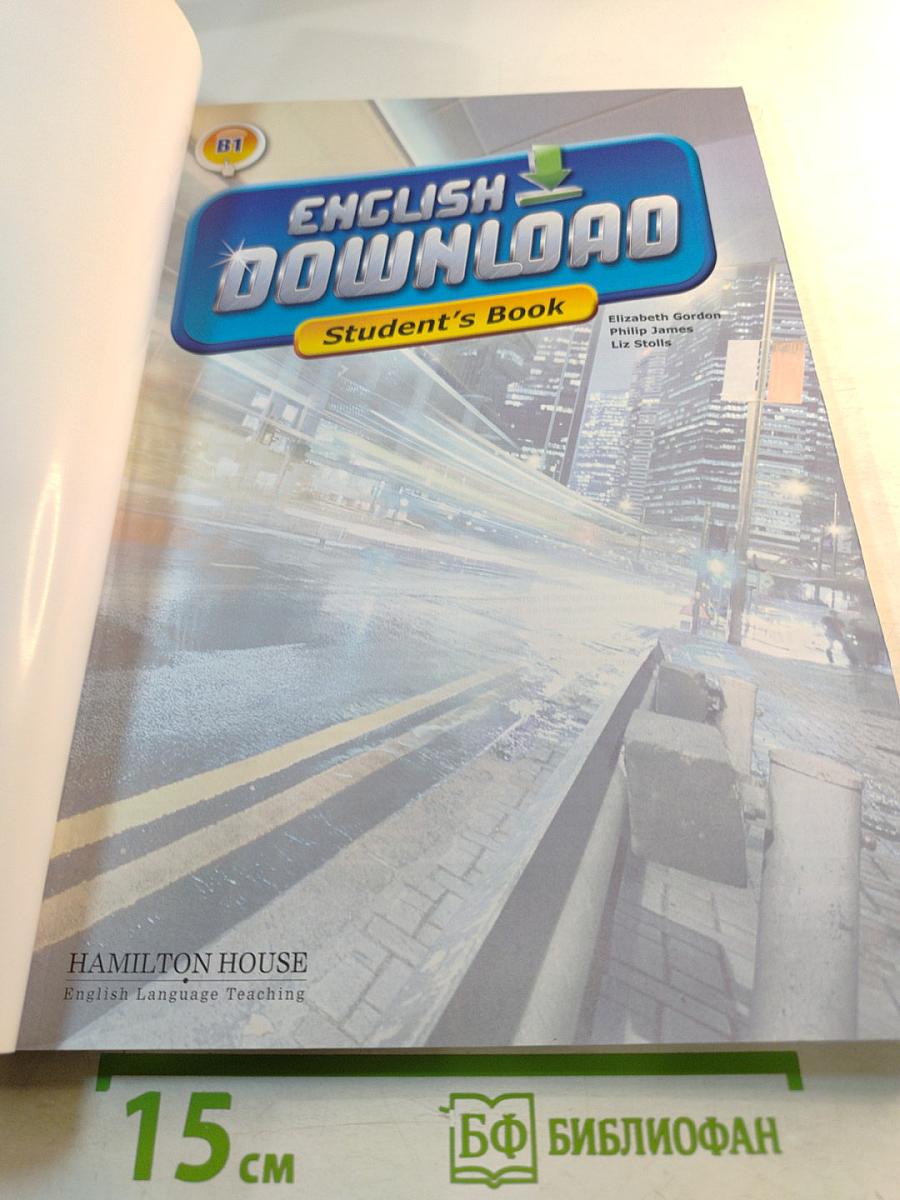 B1
ENGLISH
DOWNLOAD
Student's Book
Elizabeth Gordon
Philip James
Liz Stolls
HAMILTON HOUSE
English Language Teaching
15 см
БФ БИБЛИОФАН